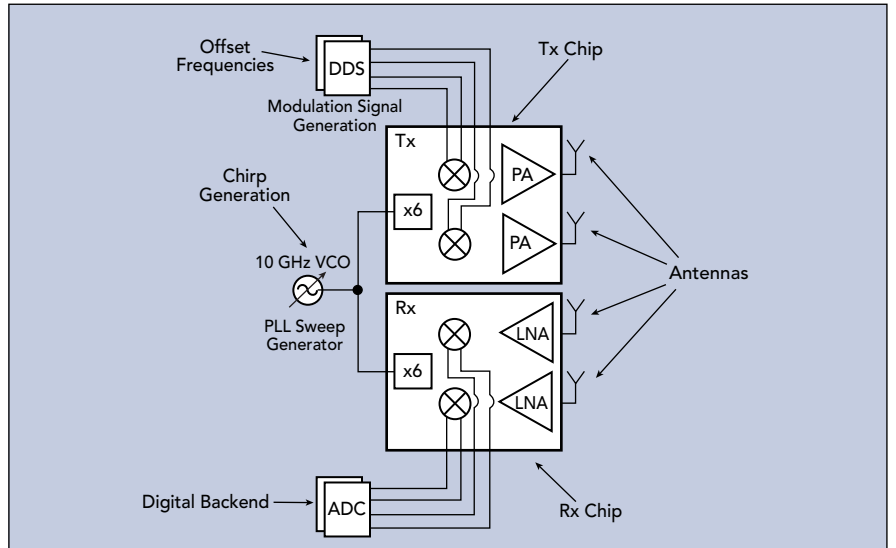 Offset
Frequencies
DDS
Modulation Signal
Generation
Tx Chip
Tx
PA
x6
PA
Chirp
Generation
10 GHz VCO
PLL Sweep
Generator
Antennas
Rx
LNA
x6
LNA
Digital Backend
ADC
Rx Chip